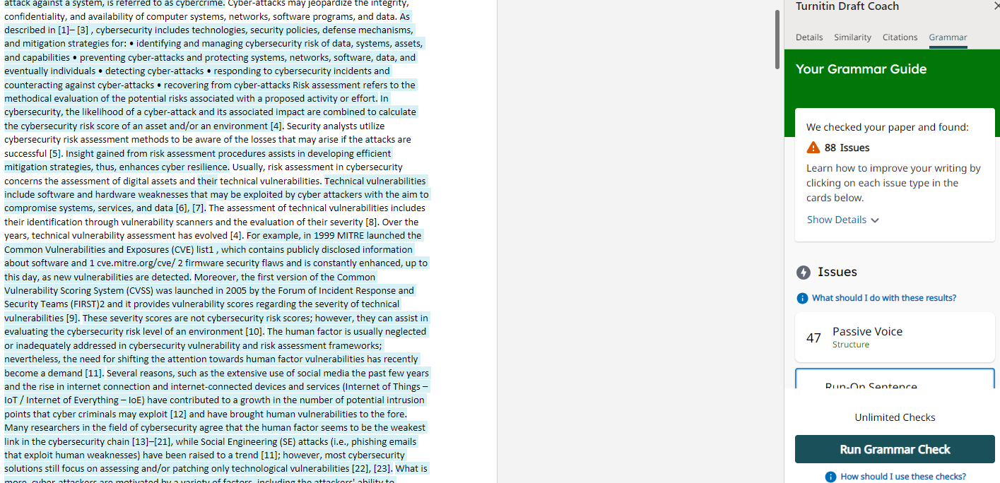 attack against a system, is referred to as cybercrime. Cyber-attacks may jeopardize the integrity,
confidentiality, and availability of computer systems, networks, software programs, and data. As
described in [1]– [3] , cybersecurity includes technologies, security policies, defense mechanisms,
and mitigation strategies for: • identifying and managing cybersecurity risk of data, systems, assets,
and capabilities • preventing cyber-attacks and protecting systems, networks, software, data, and
eventually individuals • detecting cyber-attacks • responding to cybersecurity incidents and
counteracting against cyber-attacks • recovering from cyber-attacks Risk assessment refers to the
methodical evaluation of the potential risks associated with a proposed activity or effort. In
cybersecurity, the likelihood of a cyber-attack and its associated impact are combined to calculate
the cybersecurity risk score of an asset and/or an environment [4]. Security analysts utilize
cybersecurity risk assessment methods to be aware of the losses that may arise if the attacks are
successful [5]. Insight gained from risk assessment procedures assists in developing efficient
mitigation strategies, thus, enhances cyber resilience. Usually, risk assessment in cybersecurity
concerns the assessment of digital assets and their technical vulnerabilities. Technical vulnerabilities
include software and hardware weaknesses that may be exploited by cyber attackers with the aim to
compromise systems, services, and data [6], [7]. The assessment of technical vulnerabilities includes
their identification through vulnerability scanners and the evaluation of their severity [8]. Over the
years, technical vulnerability assessment has evolved [4]. For example, in 1999 MITRE launched the
Common Vulnerabilities and Exposures (CVE) list1 , which contains publicly disclosed information
about software and 1 cve.mitre.org/cve/ 2 firmware security flaws and is constantly enhanced, up to
this day, as new vulnerabilities are detected. Moreover, the first version of the Common
Vulnerability Scoring System (CVSS) was launched in 2005 by the Forum of Incident Response and
Security Teams (FIRST)2 and it provides vulnerability scores regarding the severity of technical
vulnerabilities [9]. These severity scores are not cybersecurity risk scores; however, they can assist in
evaluating the cybersecurity risk level of an environment [10]. The human factor is usually neglected
or inadequately addressed in cybersecurity vulnerability and risk assessment frameworks;
nevertheless, the need for shifting the attention towards human factor vulnerabilities has recently
become a demand [11]. Several reasons, such as the extensive use of social media the past few years
and the rise in internet connection and internet-connected devices and services (Internet of Things –
IoT / Internet of Everything – IoE) have contributed to a growth in the number of potential intrusion
points that cyber criminals may exploit [12] and have brought human vulnerabilities to the fore.
Many researchers in the field of cybersecurity agree that the human factor seems to be the weakest
link in the cybersecurity chain [13]–[21], while Social Engineering (SE) attacks (i.e., phishing emails
that exploit human weaknesses) have been raised to a trend [11]; however, most cybersecurity
solutions still focus on assessing and/or patching only technological vulnerabilities [22], [23]. What is
more, cyber-attackers are motivated by a variety of factors, including the attackers' ability to
Turnitin Draft Coach
Details Similarity Citations Grammar
Your Grammar Guide
We checked your paper and found:
88 Issues
Learn how to improve your writing by
clicking on each issue type in the
cards below.
Show Details
Issues
What should I do with these results?
47 Passive Voice
Structure
Run-On Sentence
Unlimited Checks
Run Grammar Check
How should I use these checks?